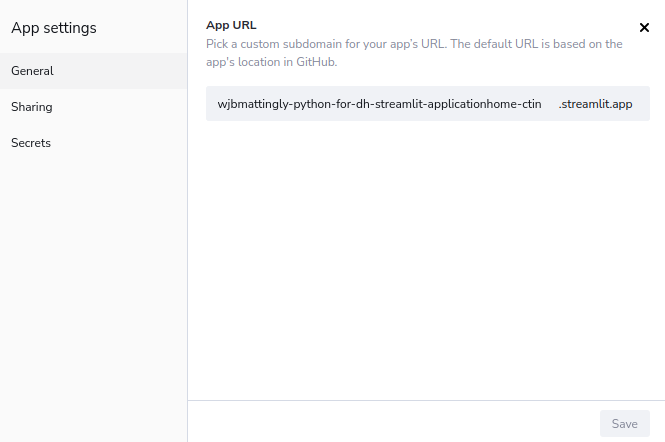 App settings
General
Sharing
Secrets
App URL
Pick a custom subdomain for your app's URL. The default URL is based on the
app's location in GitHub.
wjbmattingly-python-for-dh-streamlit-applicationhome-ctin .streamlit.app
Save